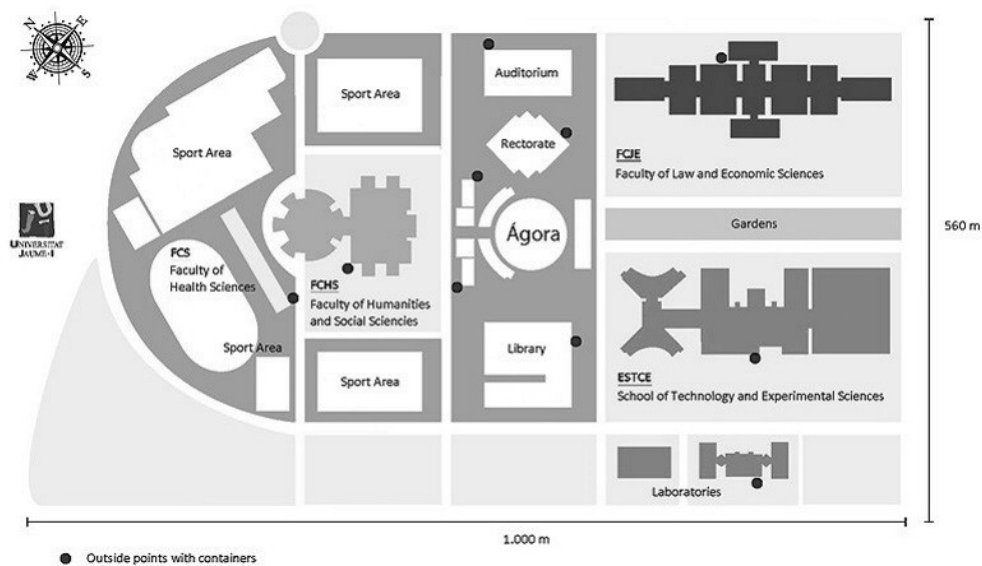 N
E
W
S
Auditorium
Sport Area
Rectorate
Sport Area
FCJE
Faculty of Law and Economic Sciences
UNIVERSITAT
JAUME·I
Ágora
Gardens
560 m
FCS
Faculty of
Health Sciences
FCHS
Faculty of Humanities
and Social Sciencies
Sport Area
Library
Sport Area
ESTCE
School of Technology and Experimental Sciences
Laboratories
1.000 m
Outside points with containers